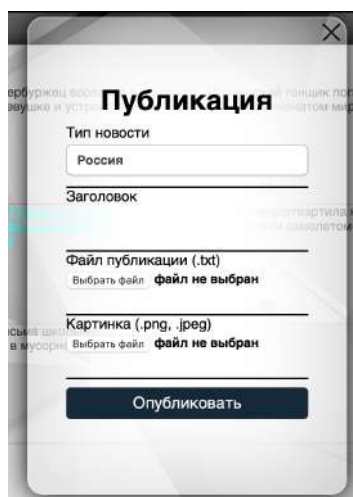 Публикация
Тип новости
Россия
Заголовок
Файл публикации (.txt)
Выбрать файл файл не выбран
Картинка (.png, .jpeg)
Выбрать файл файл не выбран
Опубликовать